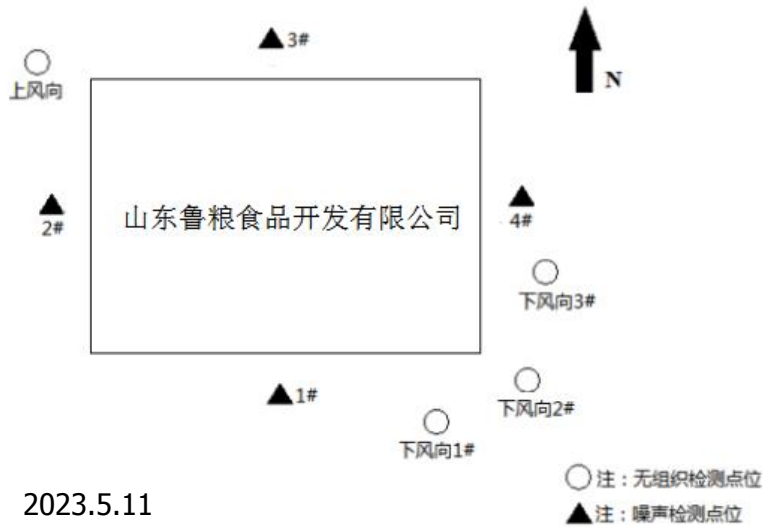 3#
上风向
N
2#
山东鲁粮食品开发有限公司
4#
下风向3#
1#
下风向2#
下风向1#
注：无组织检测点位
2023.5.11
注：噪声检测点位